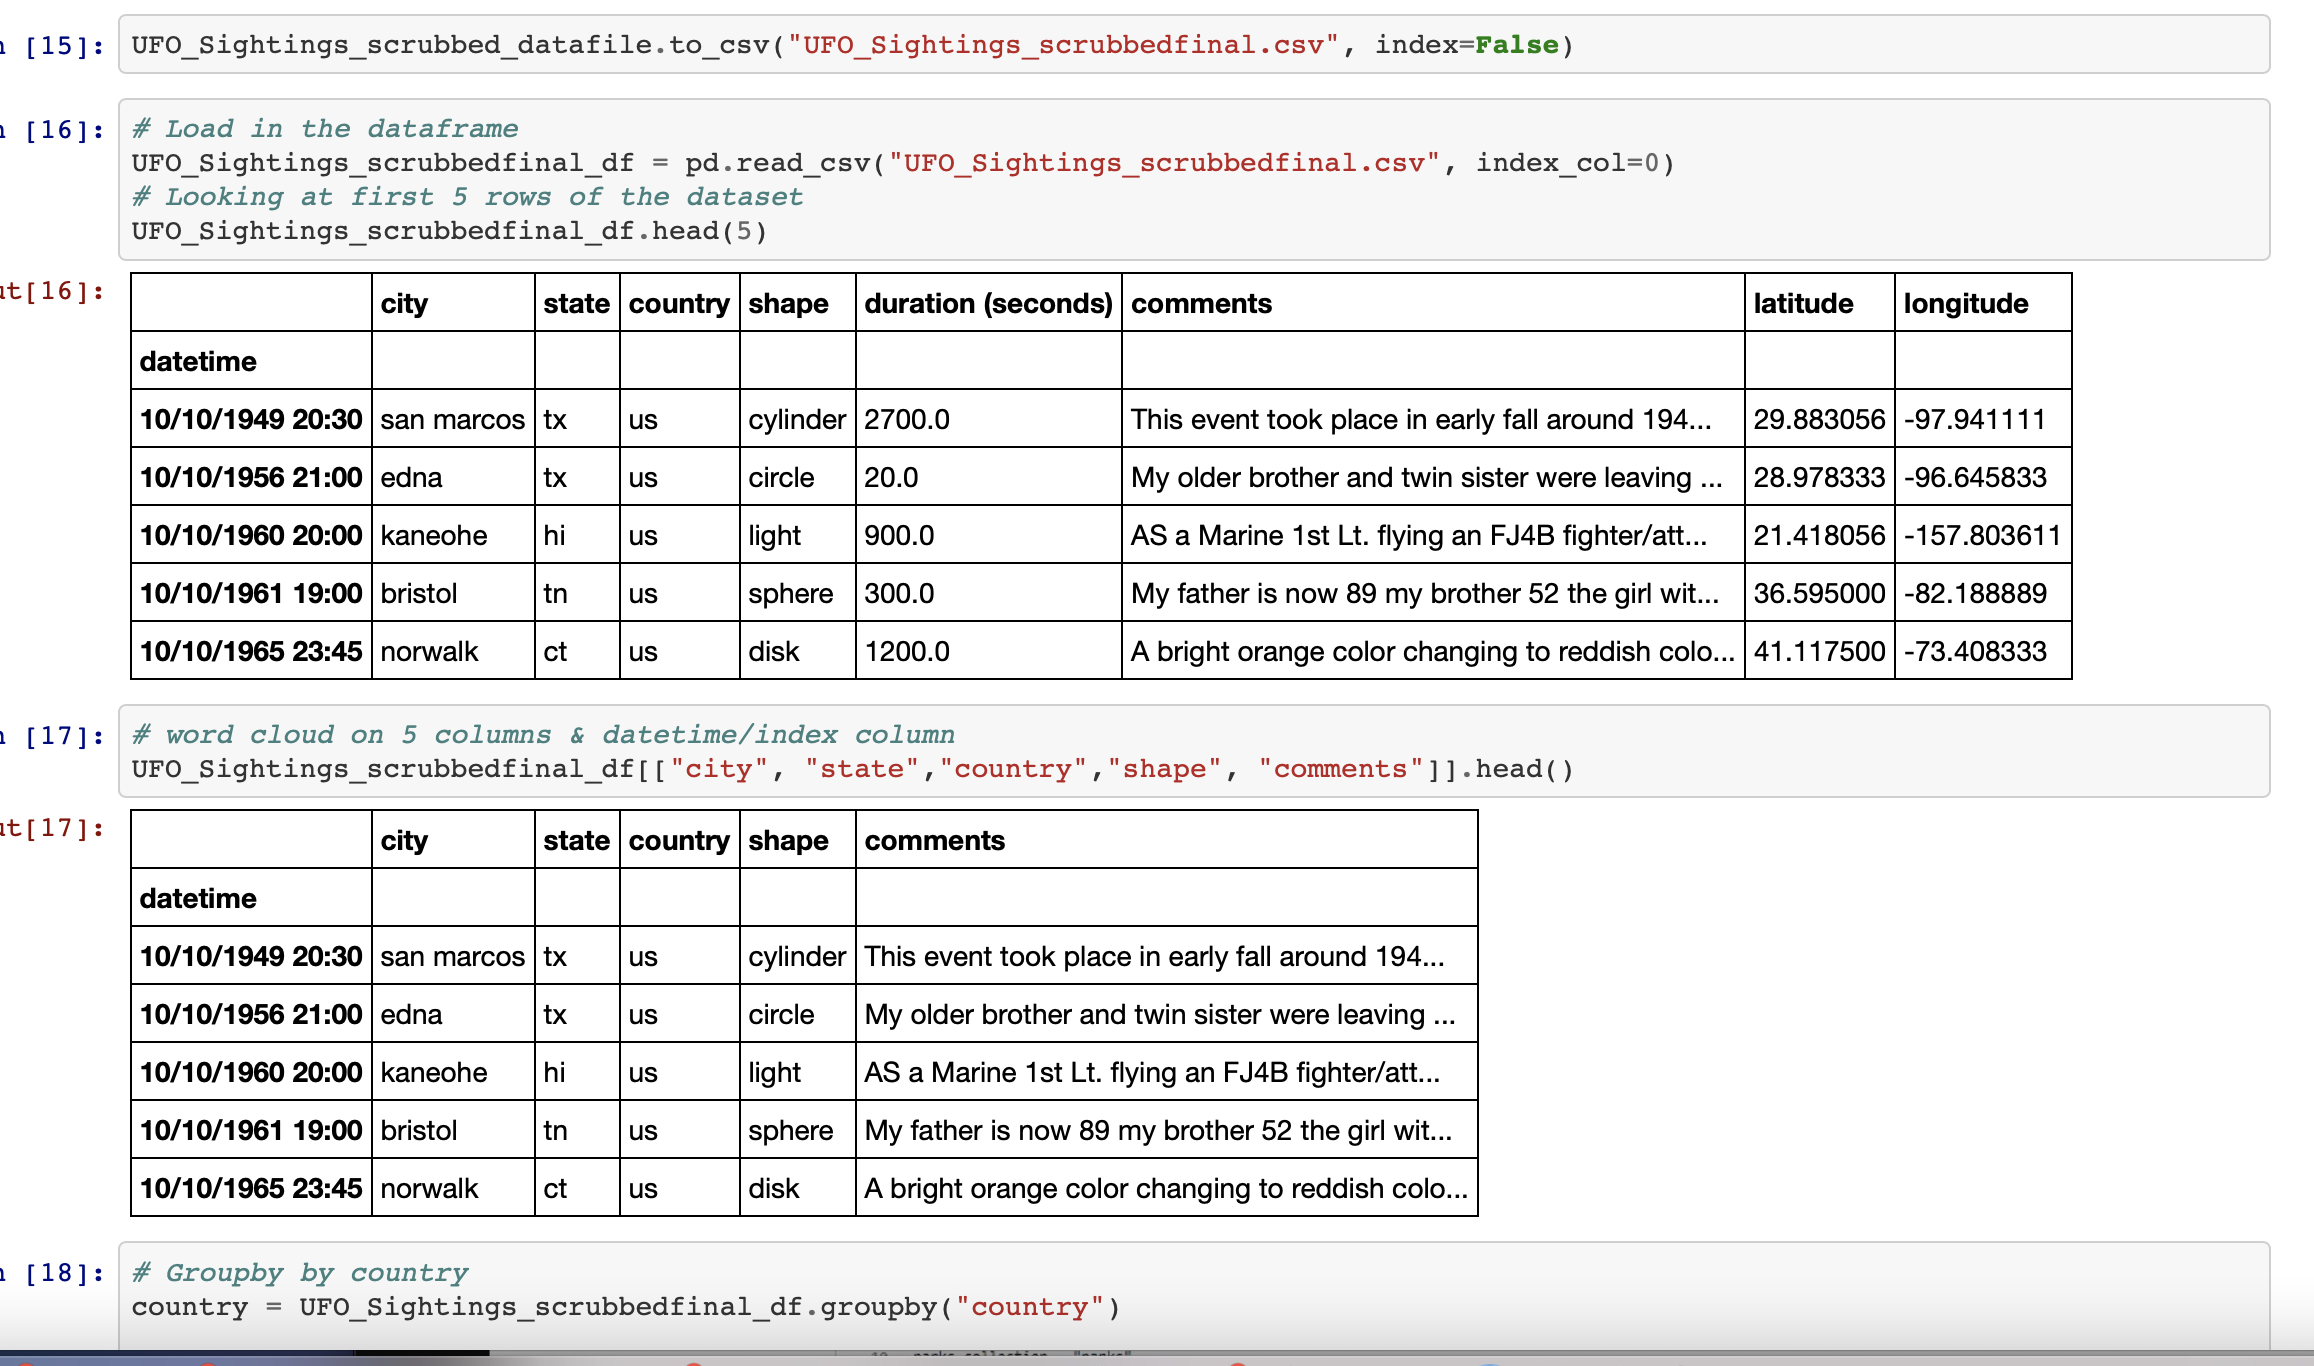 [15]: UFO_Sightings_scrubbed_datafile.to_csv("UFO_Sightings_scrubbedfinal.csv", index=False)
[16]: # Load in the dataframe
UFO_Sightings_scrubbedfinal_df = pd.read_csv("UFO_Sightings_scrubbedfinal.csv", index_col=0)
# Looking at first 5 rows of the dataset
UFO_Sightings_scrubbedfinal_df.head(5)
ut[16]: city state country shape duration (seconds) comments latitude longitude
datetime
10/10/1949 20:30 san marcos tx us cylinder 2700.0 This event took place in early fall around 194... 29.883056 -97.941111
10/10/1956 21:00 edna tx us circle 20.0 My older brother and twin sister were leaving ... 28.978333 -96.645833
10/10/1960 20:00 kaneohe hi us light 900.0 AS a Marine 1st Lt. flying an FJ4B fighter/att... 21.418056 -157.803611
10/10/1961 19:00 bristol tn us sphere 300.0 My father is now 89 my brother 52 the girl wit... 36.595000 -82.188889
10/10/1965 23:45 norwalk ct us disk 1200.0 A bright orange color changing to reddish colo... 41.117500 -73.408333
[17]: # word cloud on 5 columns & datetime/index column
UFO_Sightings_scrubbedfinal_df[["city", "state","country","shape", "comments"]].head()
ut[17]: city state country shape comments
datetime
10/10/1949 20:30 san marcos tx us cylinder This event took place in early fall around 194...
10/10/1956 21:00 edna tx us circle My older brother and twin sister were leaving ...
10/10/1960 20:00 kaneohe hi us light AS a Marine 1st Lt. flying an FJ4B fighter/att...
10/10/1961 19:00 bristol tn us sphere My father is now 89 my brother 52 the girl wit...
10/10/1965 23:45 norwalk ct us disk A bright orange color changing to reddish colo...
[18]: # Groupby by country
country = UFO_Sightings_scrubbedfinal_df.groupby("country")